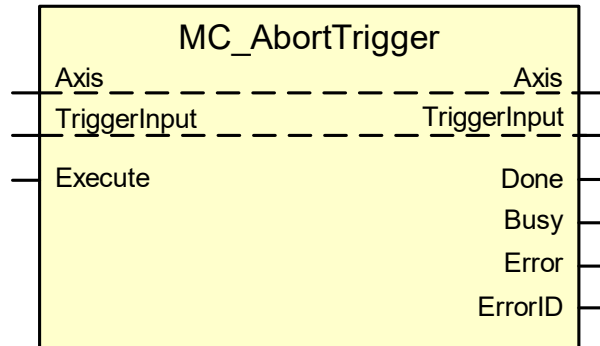 MC_AbortTrigger
Axis Axis
TriggerInput TriggerInput
Execute Done
Busy
Error
ErrorID